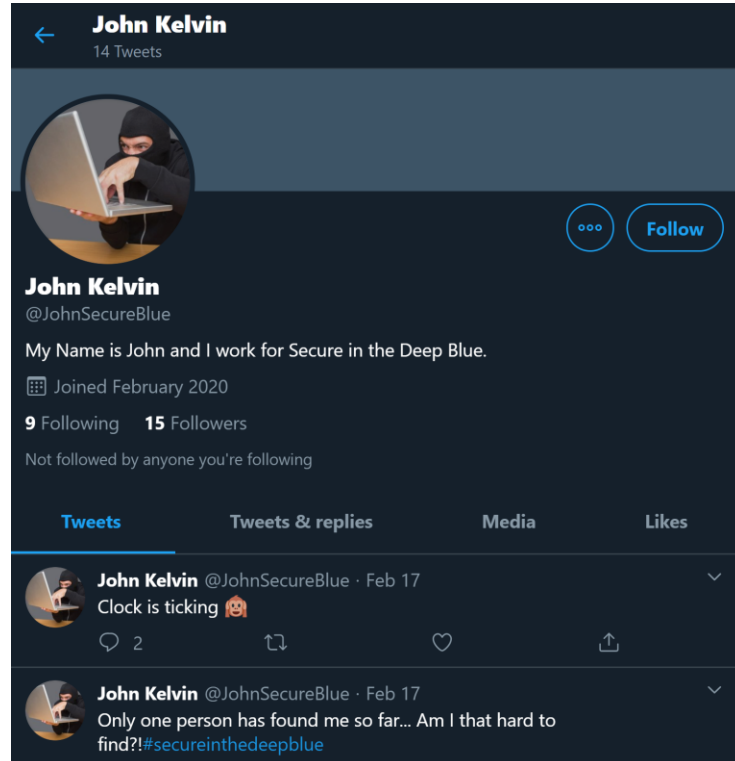 John Kelvin
14 Tweets
Follow
John Kelvin
@JohnSecureBlue
My Name is John and I work for Secure in the Deep Blue.
Joined February 2020
9 Following 15 Followers
Not followed by anyone you're following
Tweets Tweets & replies Media Likes
John Kelvin @JohnSecureBlue · Feb 17
Clock is ticking 🙉
2
John Kelvin @JohnSecureBlue · Feb 17
Only one person has found me so far... Am I that hard to
find?!#secureinthedeepblue